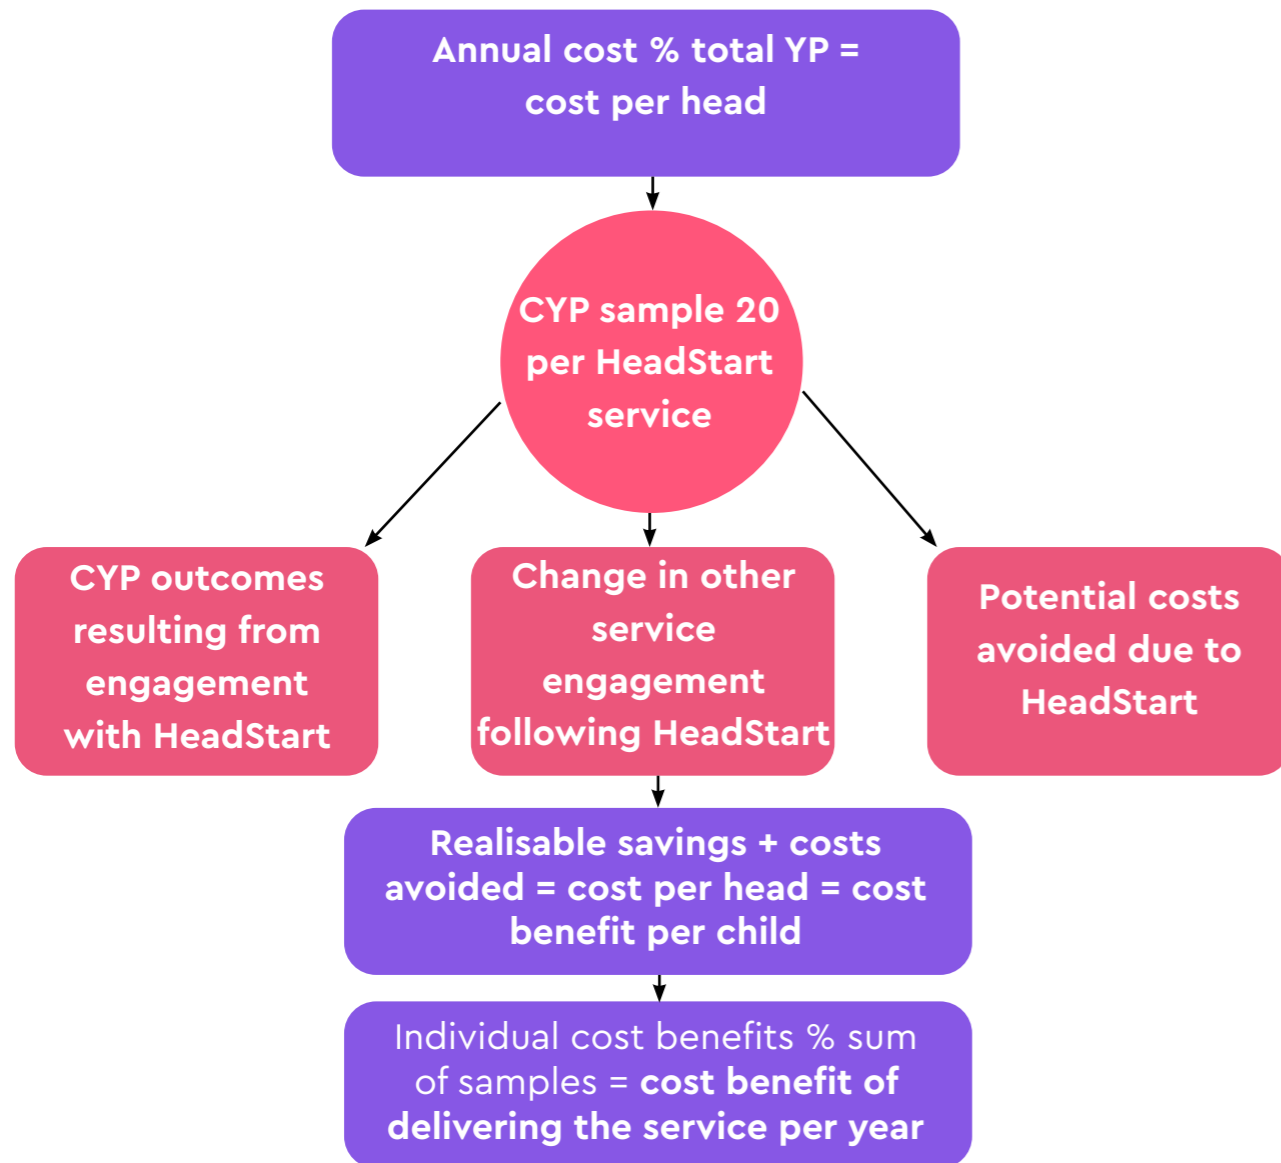 Annual cost % total YP =
cost per head
CYP sample 20
per HeadStart
service
CYP outcomes
resulting from
engagement
with HeadStart
Change in other
service
engagement
following HeadStart
Potential costs
avoided due to
HeadStart
Realisable savings + costs
avoided = cost per head = cost
benefit per child
Individual cost benefits % sum
of samples = cost benefit of
delivering the service per year